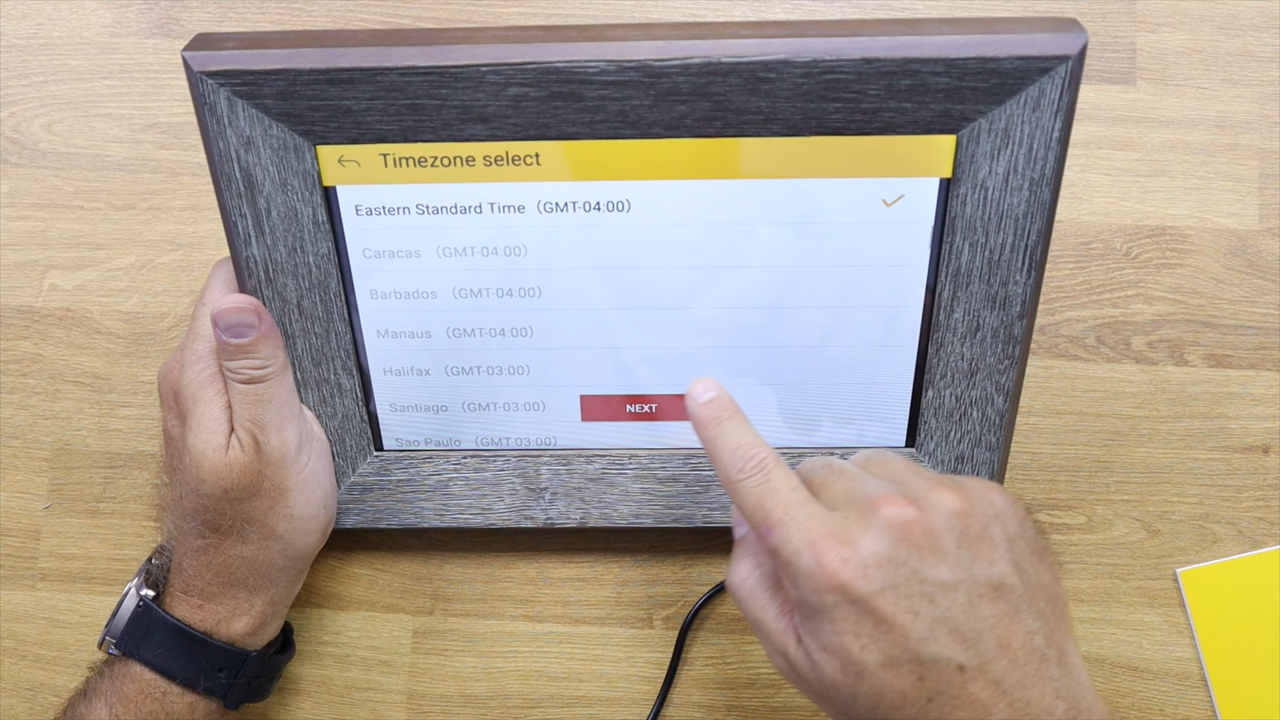 Timezone select
Eastern Standard Time (GMT-04:00)
Caracas (GMT-04:00)
Barbados (GMT-04:00)
Manaus (GMT-04:00)
Halifax (GMT-03:00)
Santiago (GMT-03:00)
NEXT
Sao Paulo (GMT-03:00)